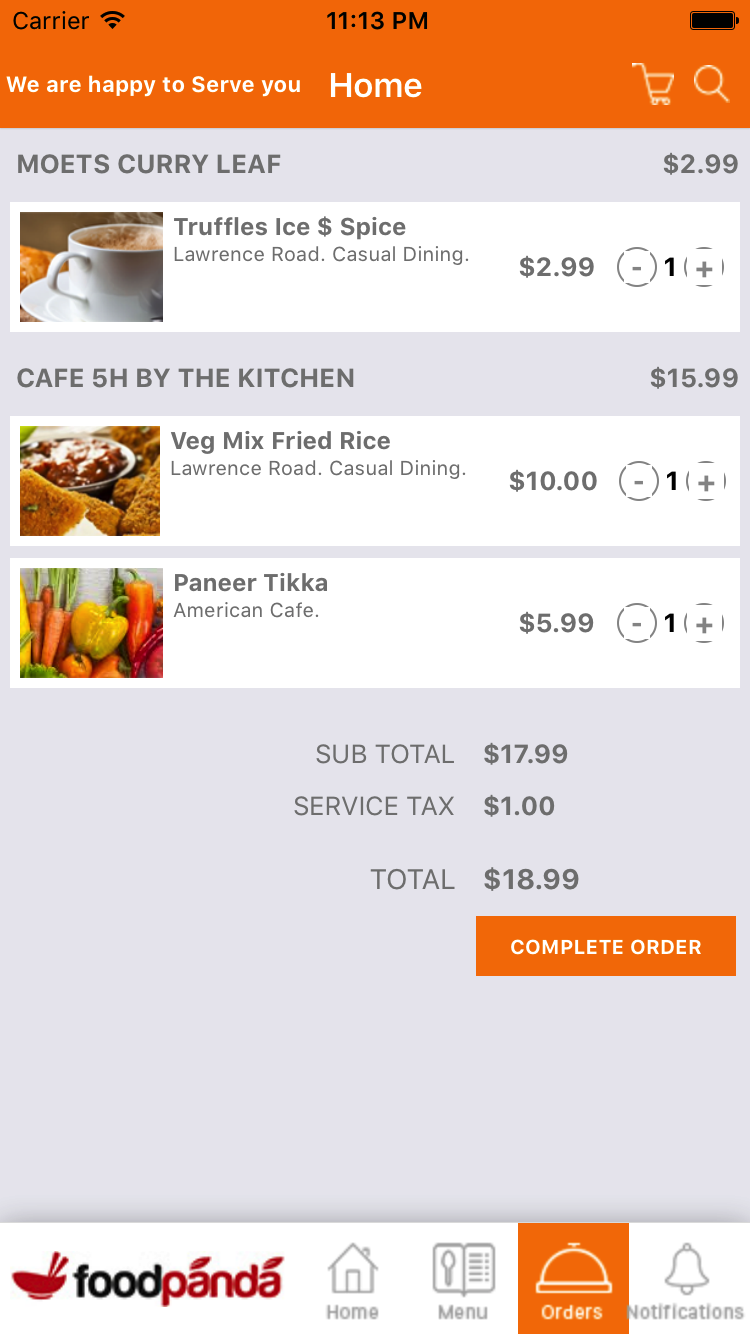 Carrier 11:13 PM
We are happy to Serve you Home
MOETS CURRY LEAF $2.99
Truffles Ice $ Spice
Lawrence Road. Casual Dining.
$2.99 - 1 +
CAFE 5H BY THE KITCHEN $15.99
Veg Mix Fried Rice
Lawrence Road. Casual Dining.
$10.00 - 1 +
Paneer Tikka
American Cafe.
$5.99 - 1 +
SUB TOTAL $17.99
SERVICE TAX $1.00
TOTAL $18.99
COMPLETE ORDER
foodpanda
Home Menu Orders Notifications